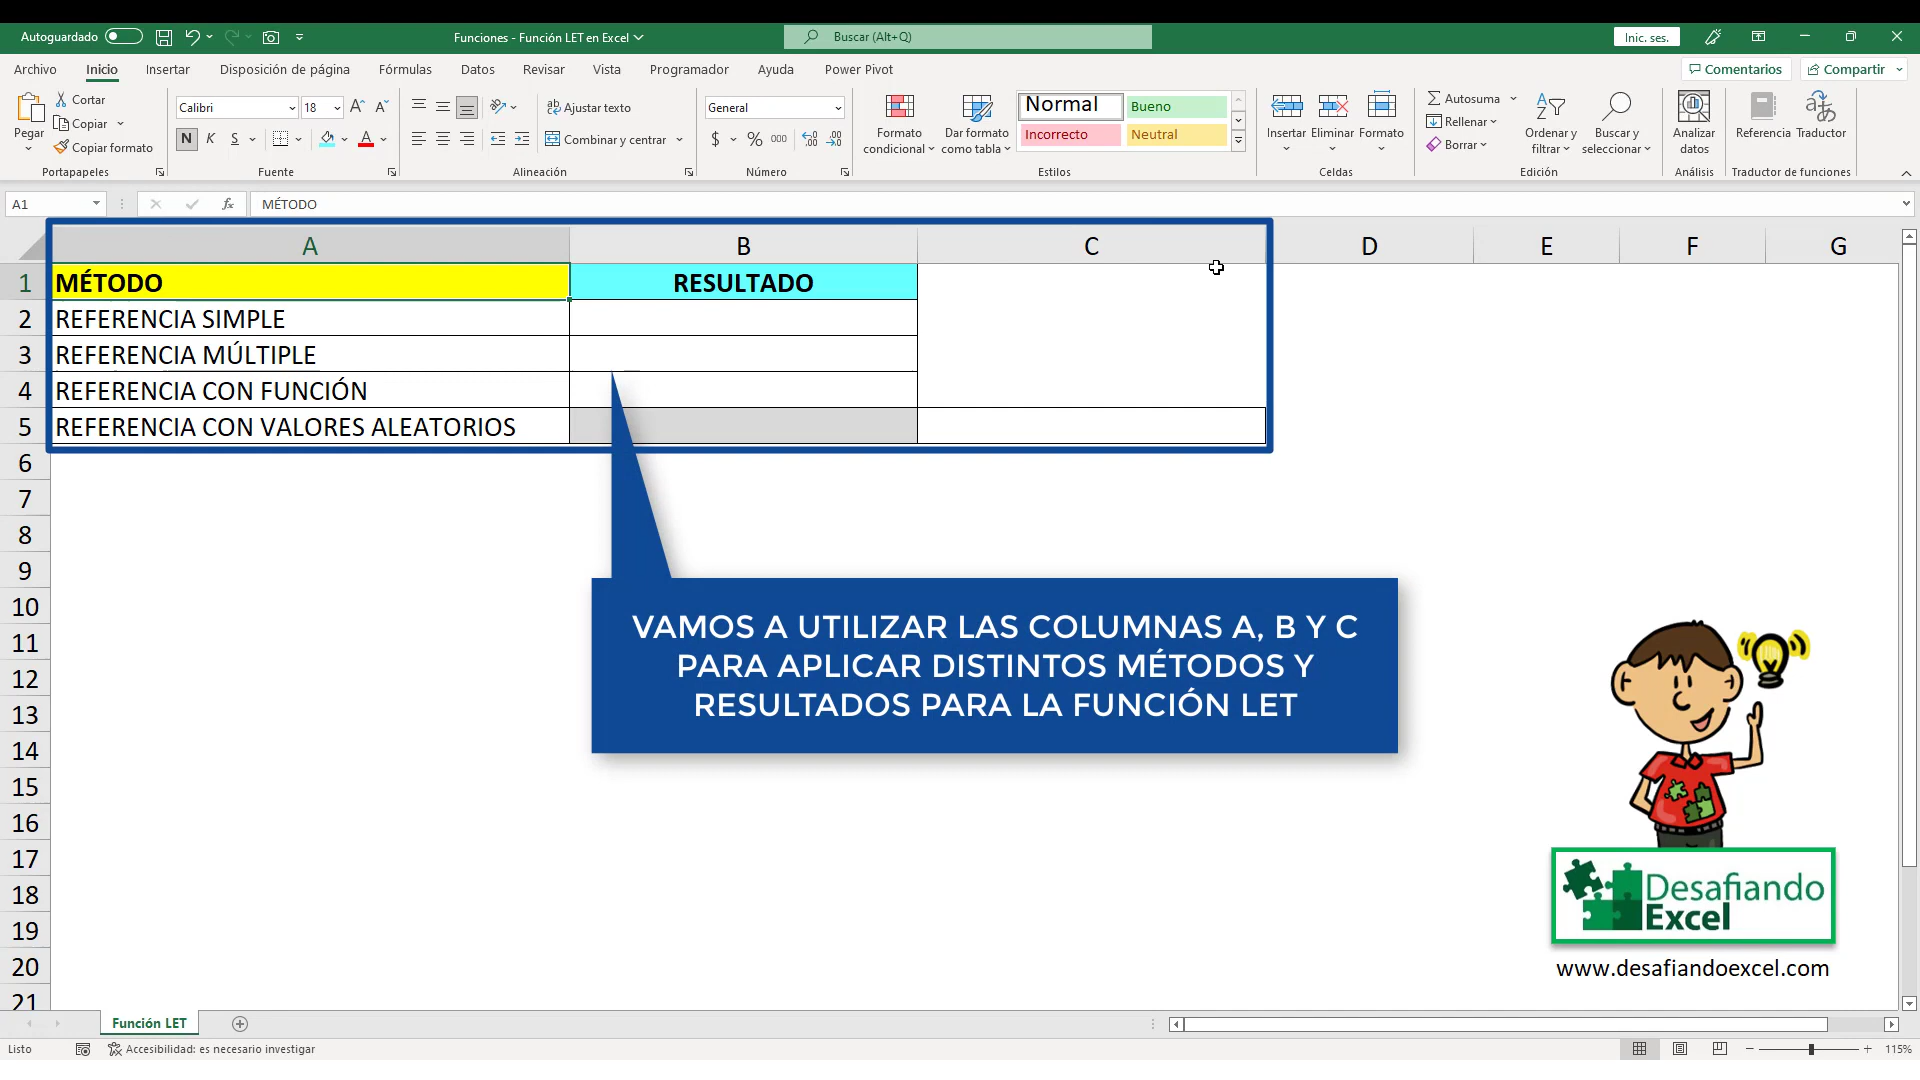 Autoguardado
Funciones - Función LET en Excel
Buscar (Alt+Q)
Inic. ses.
Archivo Inicio Insertar Disposición de página Fórmulas Datos Revisar Vista Programador Ayuda Power Pivot
Comentarios Compartir
Pegar
Cortar
Copiar
Copiar formato
Portapapeles
Calibri 18
N K S
Fuente
Ajustar texto
Combinar y centrar
Alineación
General
$ % 000
Número
Formato
condicional
Dar formato
como tabla
Normal Bueno
Incorrecto Neutral
Estilos
Insertar Eliminar Formato
Celdas
Autosuma
Rellenar
Borrar
Ordenar y
filtrar
Buscar y
seleccionar
Edición
Analizar
datos
Análisis
Referencia Traductor
Traductor de funciones
A1
fx
MÉTODO
A B C D E F G
1 MÉTODO RESULTADO
2 REFERENCIA SIMPLE
3 REFERENCIA MÚLTIPLE
4 REFERENCIA CON FUNCIÓN
5 REFERENCIA CON VALORES ALEATORIOS
6
7
8
9
10
11
12
13
14
15
16
17
18
19
20
21
VAMOS A UTILIZAR LAS COLUMNAS A, B Y C
PARA APLICAR DISTINTOS MÉTODOS Y
RESULTADOS PARA LA FUNCIÓN LET
Desafiando
Excel
www.desafiandoexcel.com
Función LET
Listo
Accesibilidad: es necesario investigar
115%